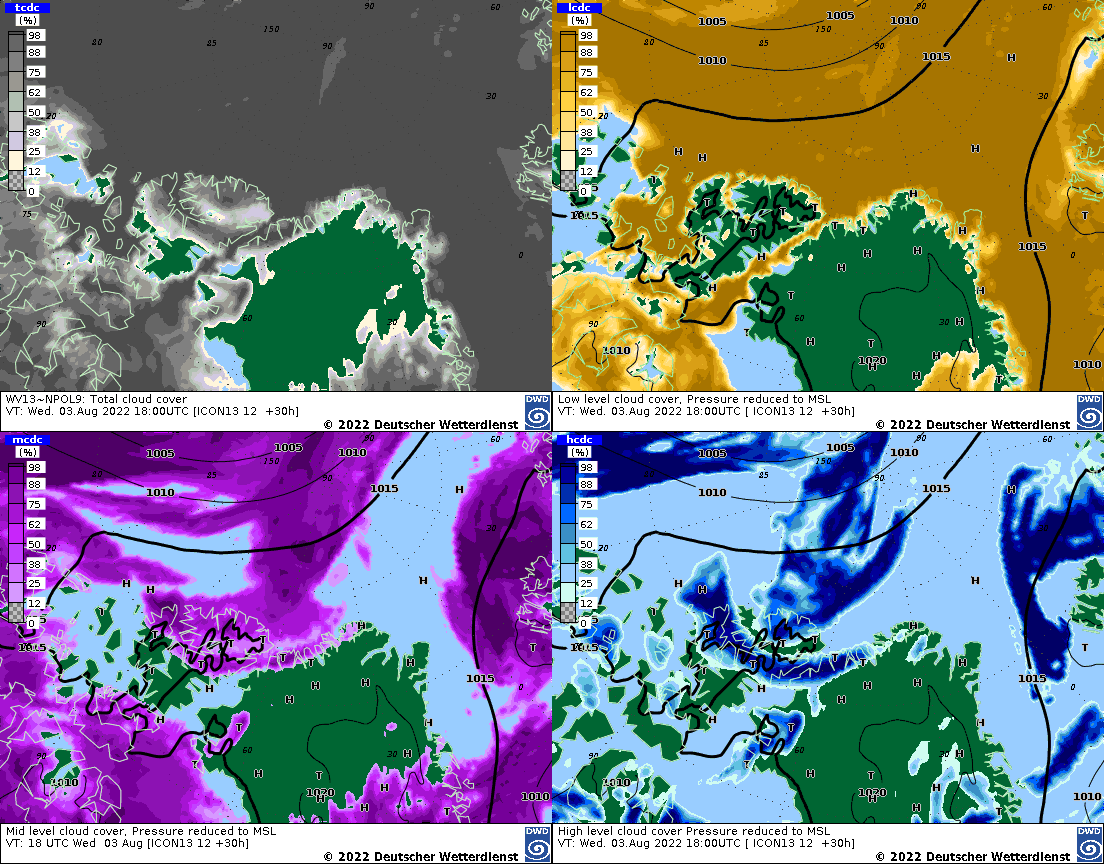 tcdc
(%)
98
88
75
62
50
38
25
12
0
90
60
150
80
85
90
30
20
75
0
90
60
30
WV13~NPOL9: Total cloud cover
VT: Wed. 03.Aug 2022 18:00UTC [ICON13 12 +30h]
© 2022 Deutscher Wetterdienst
DWD
lcdc
(%)
98
88
75
62
50
38
25
12
0
90
60
1005
1005
1010
150
80
85
90
1010
1015
H
30
20
H
H
H
T
H
T
T
T
T
T
T
H
1015
1015
H
H
H
H
0
H
H
T
60
H
30
H
T
90
1010
H
T
1020
H
H
H
T
1010
Low level cloud cover, Pressure reduced to MSL
VT: Wed. 03.Aug 2022 18:00UTC [ ICON13 12 +30h]
© 2022 Deutscher Wetterdienst
DWD
mcdc
(%)
98
88
75
62
50
38
25
12
0
90
60
1005
1005
1010
150
80
85
1010
1015
H
30
20
H
H
H
T
H
T
T
T
T
T
T
T
H
1015
1015
H
H
H
H
0
H
H
T
60
H
30
H
T
90
1010
H
T
1020
H
H
H
T
1010
Mid level cloud cover, Pressure reduced to MSL
VT: 18 UTC Wed 03 Aug [ICON13 12 +30h]
© 2022 Deutscher Wetterdienst
DWD
hcdc
(%)
98
88
75
62
50
38
25
12
0
90
60
1005
1005
1010
150
80
85
90
1010
1015
H
20
H
H
H
T
H
T
T
T
T
T
T
H
1015
1015
H
H
H
H
0
H
H
T
60
H
30
H
T
90
1010
H
T
1020
H
H
H
T
1010
High level cloud cover Pressure reduced to MSL
VT: Wed. 03.Aug 2022 18:00UTC [ ICON13 12 +30h]
© 2022 Deutscher Wetterdienst
DWD